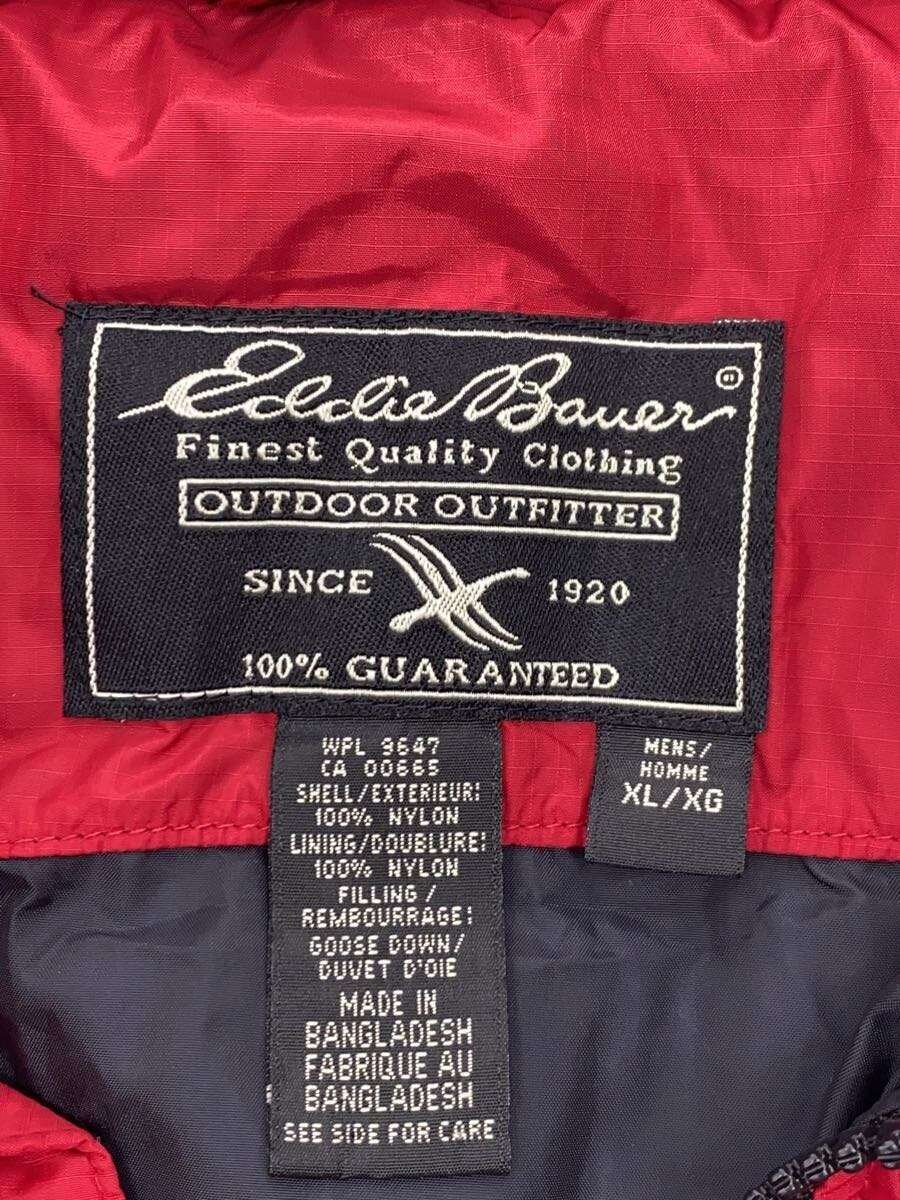 Eddie Bauer ®
Finest Quality Clothing
OUTDOOR OUTFITTER
SINCE 1920
100% GUARANTEED
WPL 9647
CA 00665
SHELL/EXTERIEUR:
100% NYLON
LINING/DOUBLURE:
100% NYLON
FILLING/
REMBOURRAGE:
GOOSE DOWN/
DUVET D'OIE
MADE IN
BANGLADESH
FABRIQUE AU
BANGLADESH
SEE SIDE FOR CARE
MENS/
HOMME
XL/XG